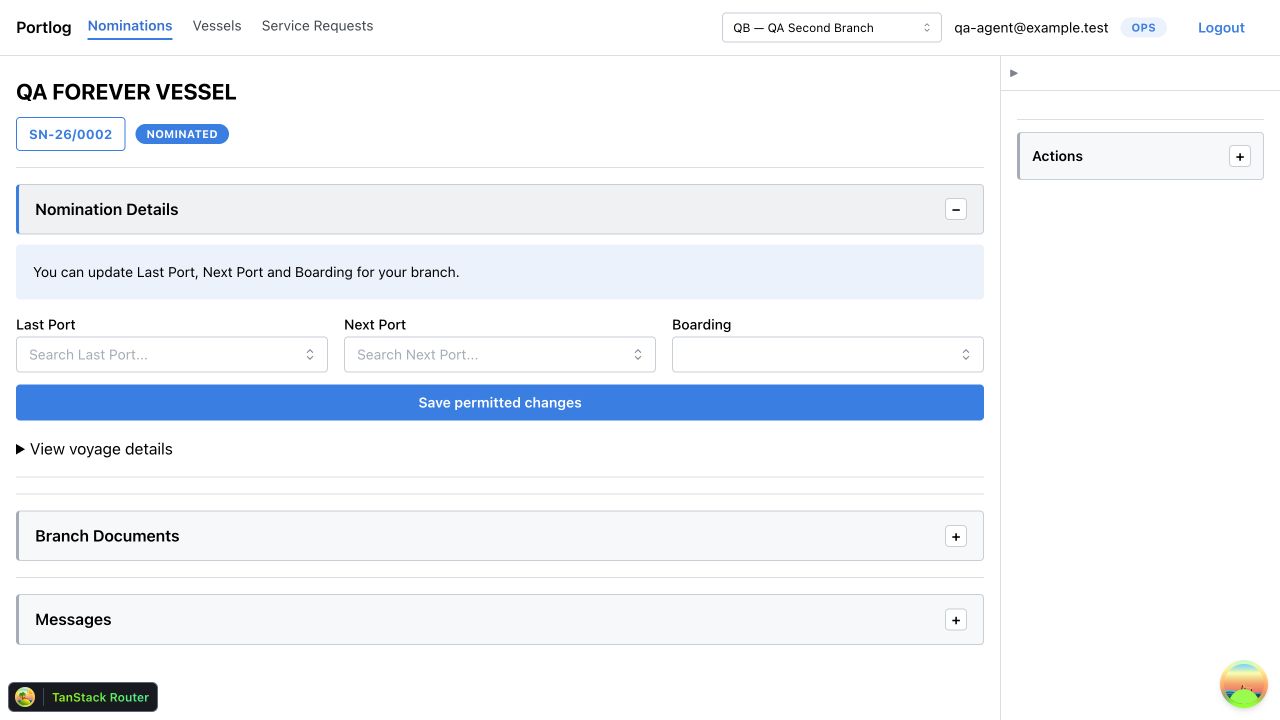 Portlog
Nominations
Vessels
Service Requests
QB — QA Second Branch
qa-agent@example.test
OPS
Logout
QA FOREVER VESSEL
SN-26/0002
NOMINATED
Nomination Details
−
You can update Last Port, Next Port and Boarding for your branch.
Last Port
Next Port
Boarding
Search Last Port...
Search Next Port...
Save permitted changes
View voyage details
Branch Documents
+
Messages
+
Actions
+
TanStack Router